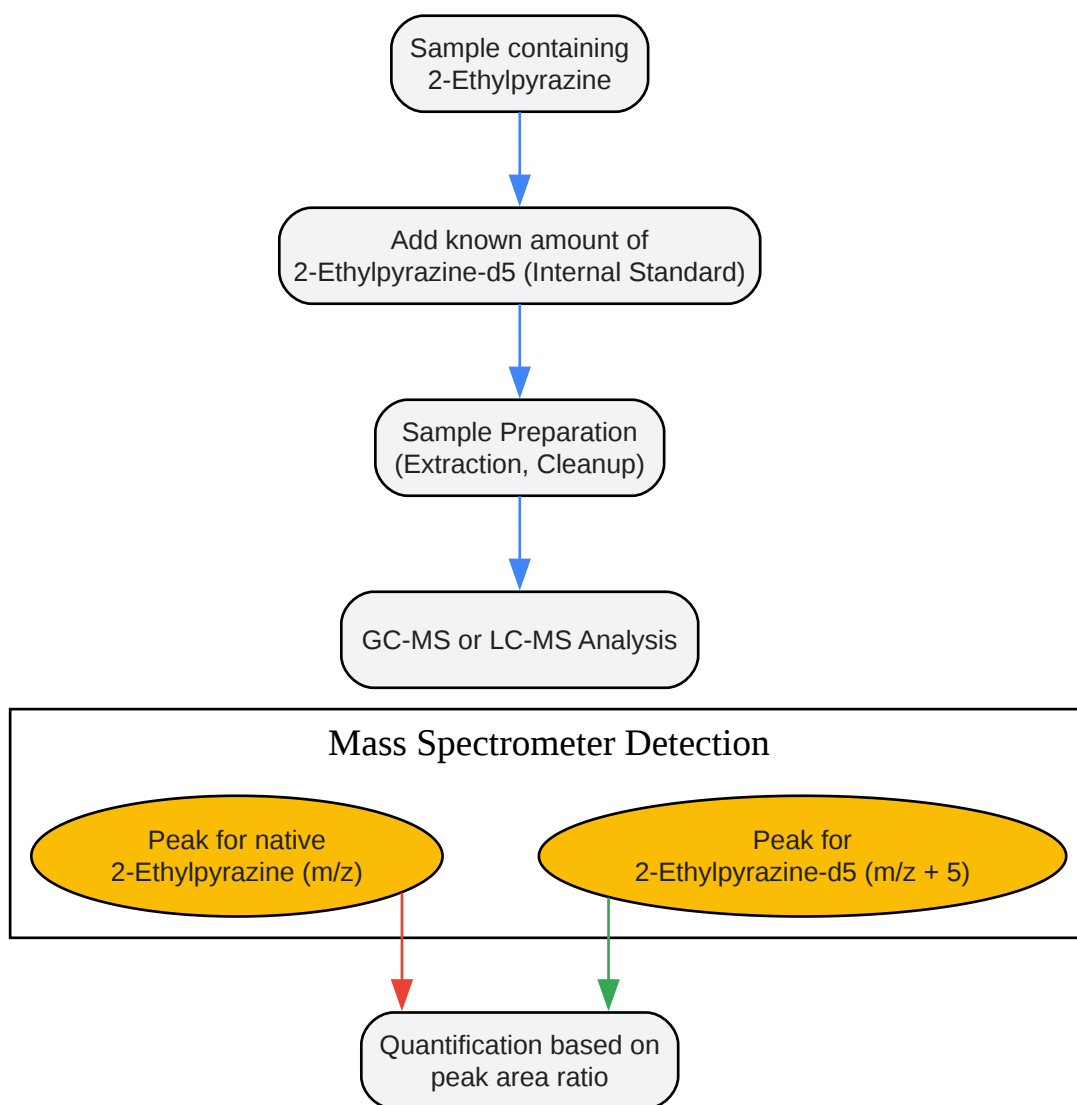 Sample containing
2-Ethylpyrazine
Add known amount of
2-Ethylpyrazine-d5 (Internal Standard)
Sample Preparation
(Extraction, Cleanup)
GC-MS or LC-MS Analysis
Mass Spectrometer Detection
Peak for native
2-Ethylpyrazine (m/z)
Peak for
2-Ethylpyrazine-d5 (m/z + 5)
Quantification based on
peak area ratio